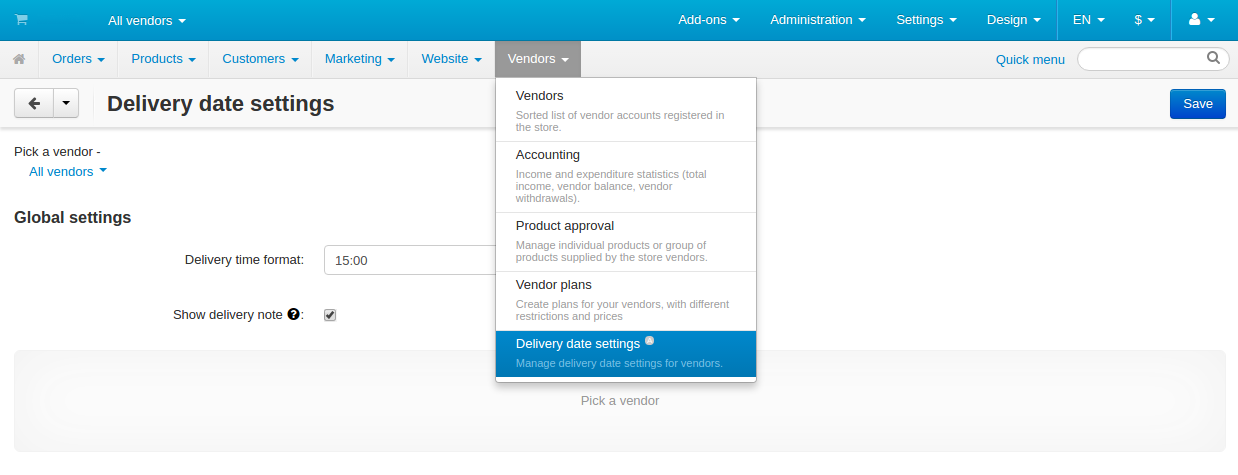 All vendors
Add-ons
Administration
Settings
Design
EN
$
Orders
Products
Customers
Marketing
Website
Vendors
Quick menu
Delivery date settings
Save
Pick a vendor -
All vendors
Global settings
Delivery time format:
15:00
Show delivery note ?:
Vendors
Sorted list of vendor accounts registered in
the store.
Accounting
Income and expenditure statistics (total
income, vendor balance, vendor
withdrawals).
Product approval
Manage individual products or group of
products supplied by the store vendors.
Vendor plans
Create plans for your vendors, with different
restrictions and prices
Delivery date settings
Manage delivery date settings for vendors.
Pick a vendor